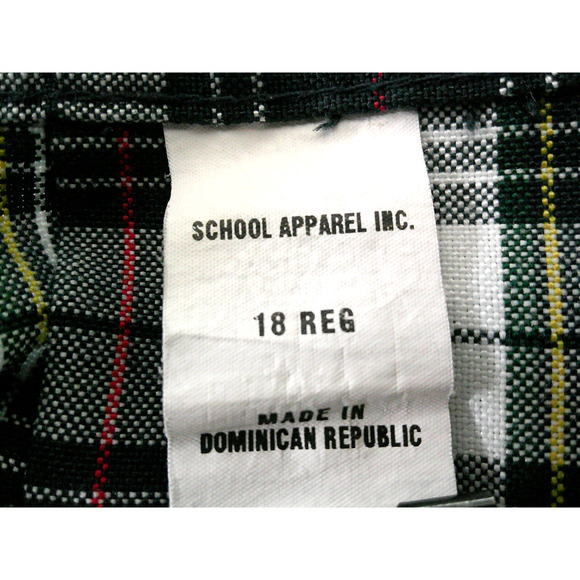 SCHOOL APPAREL INC.
18 REG
MADE IN
DOMINICAN REPUBLIC